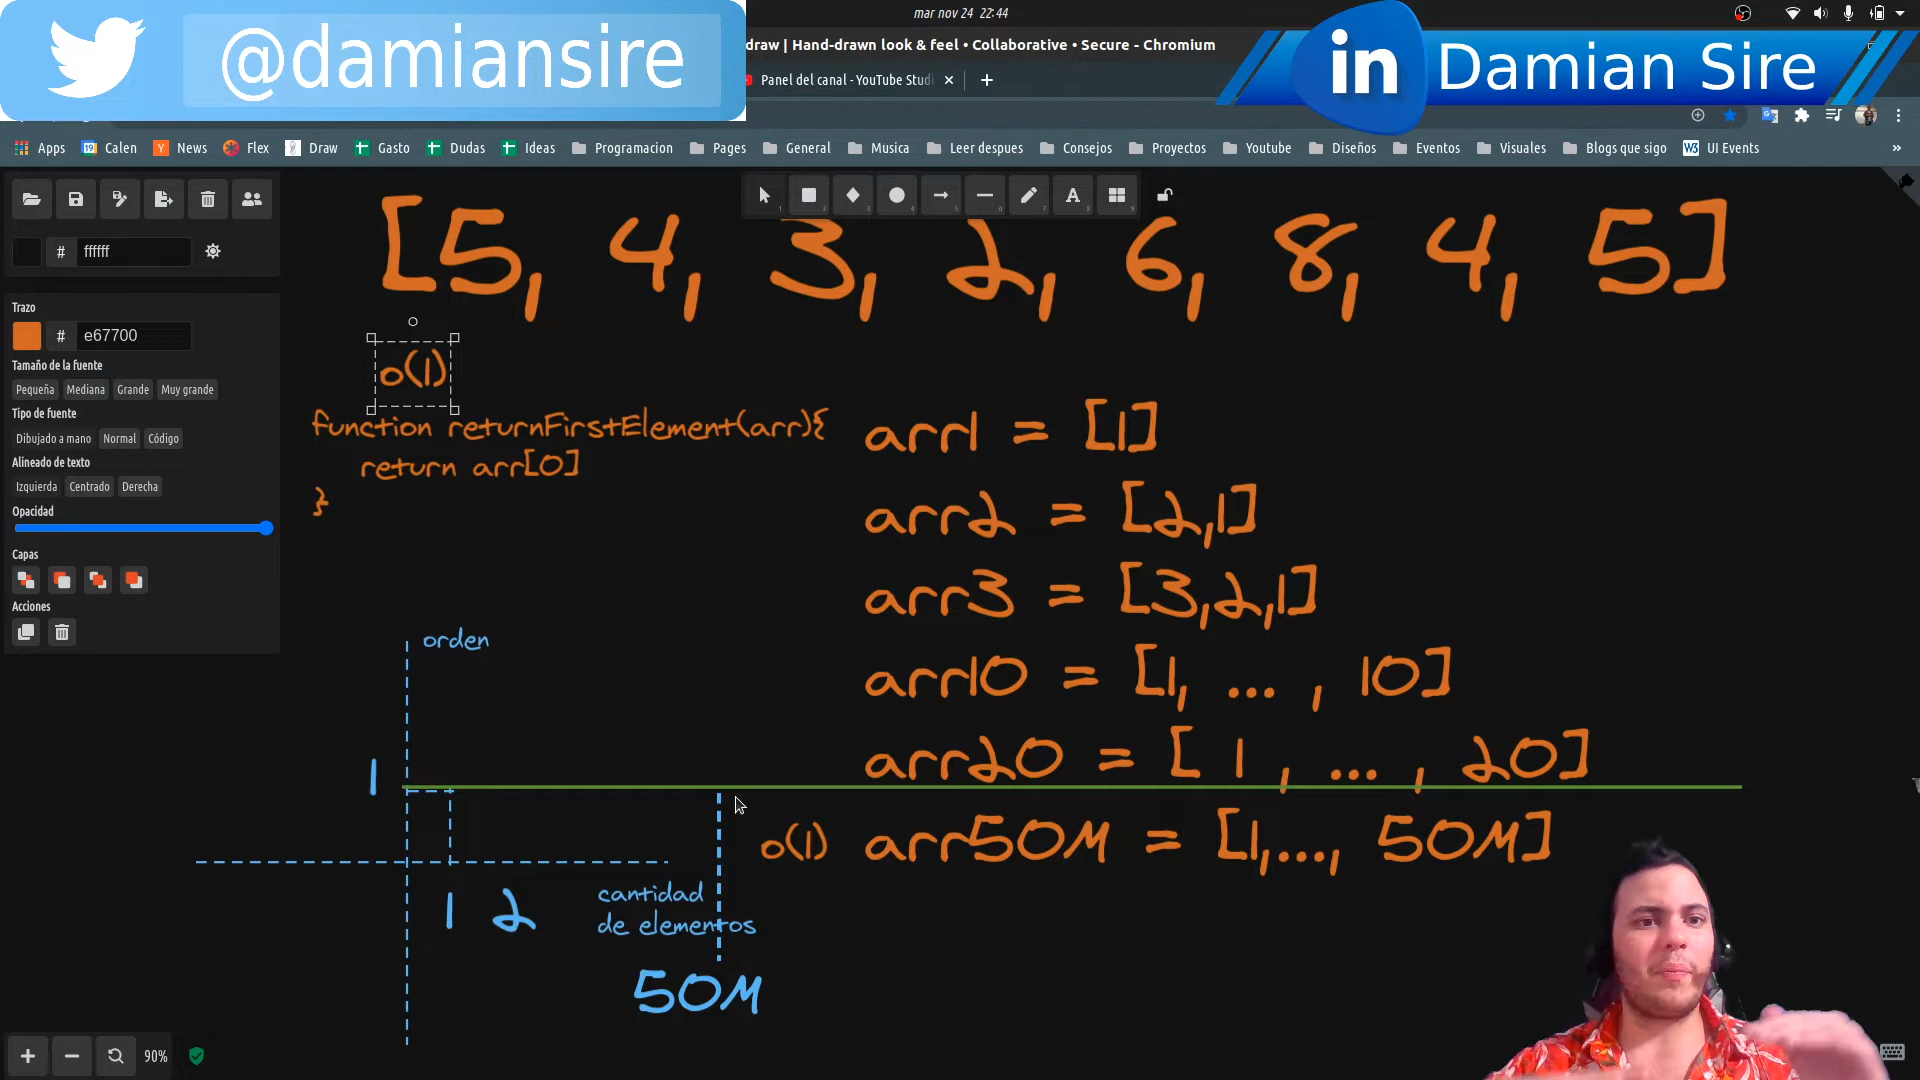 @damiansire
mar nov 24 22:44
draw | Hand-drawn look & feel • Collaborative • Secure - Chromium
in Damian Sire
Panel del canal - YouTube Studi
Apps
19 Calen
Y News
Flex
Draw
Gasto
Dudas
Ideas
Programacion
Pages
General
Musica
Leer despues
Consejos
Proyectos
Youtube
Diseños
Eventos
Visuales
Blogs que sigo
W3 UI Events
»
# ffffff
Trazo
# e67700
Tamaño de la fuente
Pequeña Mediana Grande Muy grande
Tipo de fuente
Dibujado a mano Normal Código
Alineado de texto
Izquierda Centrado Derecha
Opacidad
Capas
Acciones
[5, 4, 3, 2, 6, 8, 4, 5]
o(1)
function returnFirstElement(arr){
return arr[0]
}
arr1 = [1]
arr2 = [2,1]
arr3 = [3,2,1]
arr10 = [1, ... , 10]
arr20 = [ 1 , ... , 20]
o(1) arr50M = [1,..., 50M]
orden
1
1 2
cantidad
de elementos
50M
90%